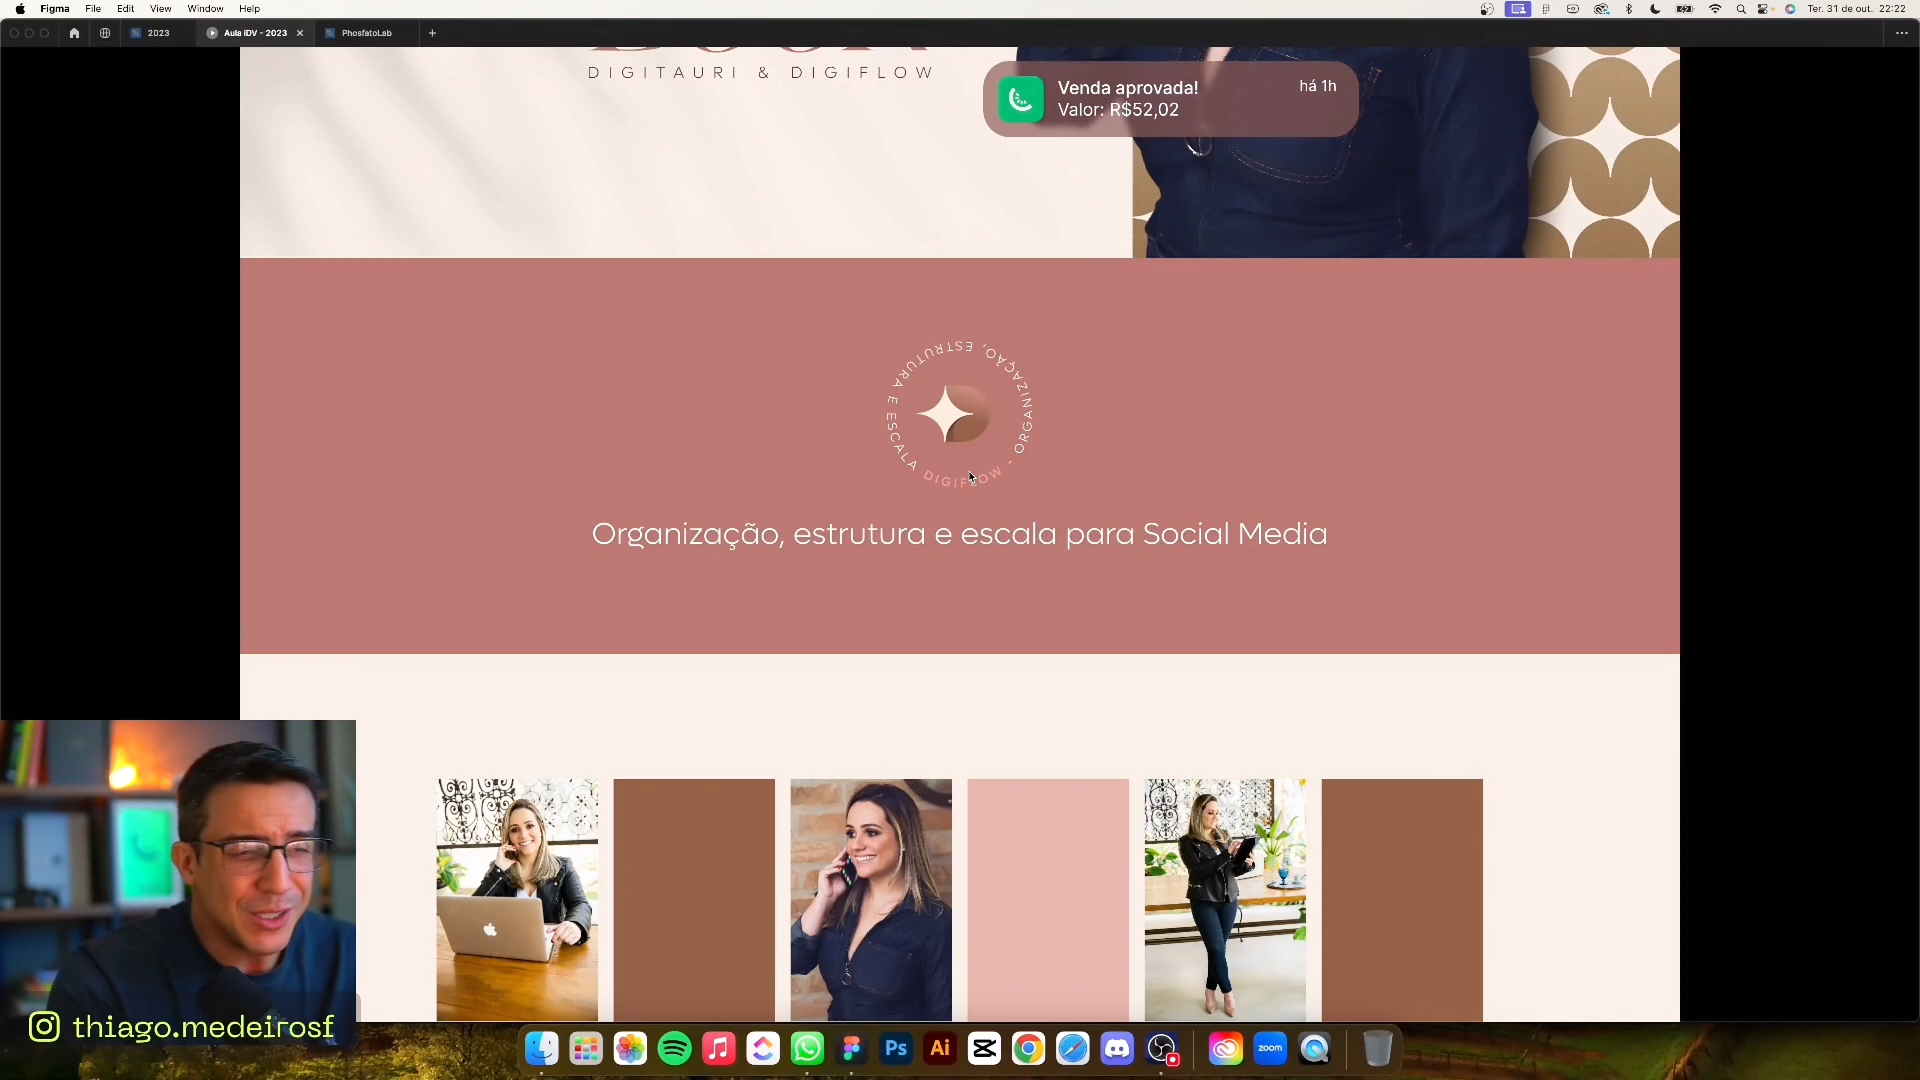 Figma File Edit View Window Help
Ter. 31 de out. 22:22
2023
Aula IDV - 2023
PhosfatoLab
DIGITAURI & DIGIFLOW
Venda aprovada!
há 1h
Valor: R$52,02
DIGIFLOW - ORGANIZAÇÃO, ESTRUTURA E ESCALA
Organização, estrutura e escala para Social Media
thiago.medeirosf
Ps
Ai
zoom